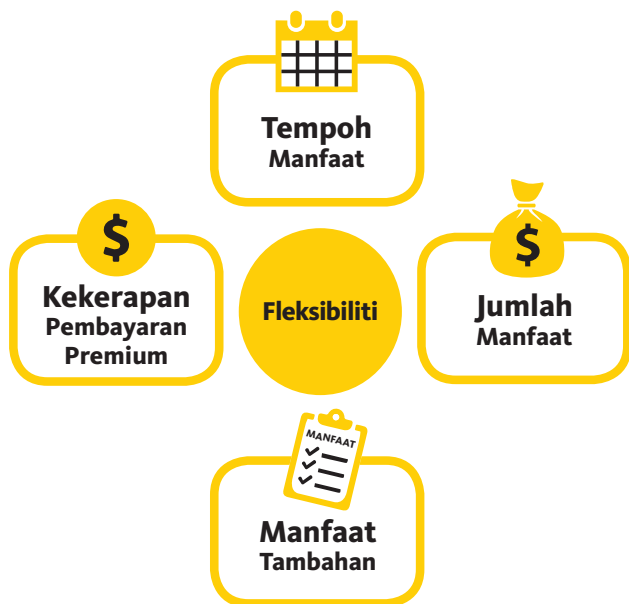 Tempoh
Manfaat
$
Kekerapan
Pembayaran
Premium
Fleksibiliti
$
Jumlah
Manfaat
MANFAAT
Manfaat
Tambahan